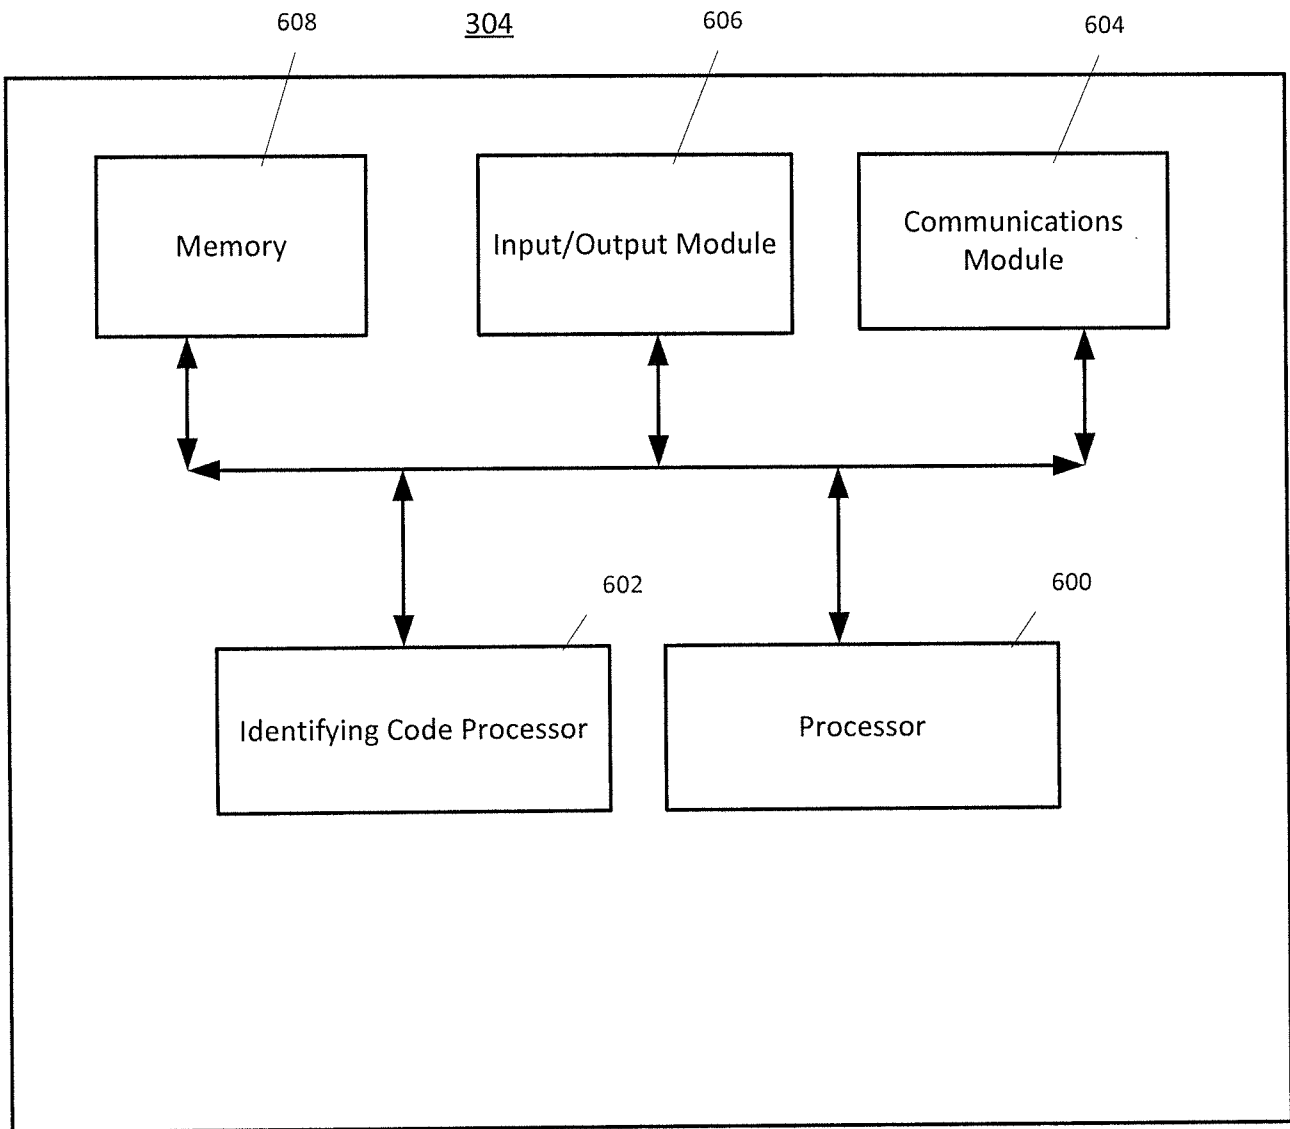 608
304
606
604
Memory
Input/Output Module
Communications
Module
602
600
Identifying Code Processor
Processor